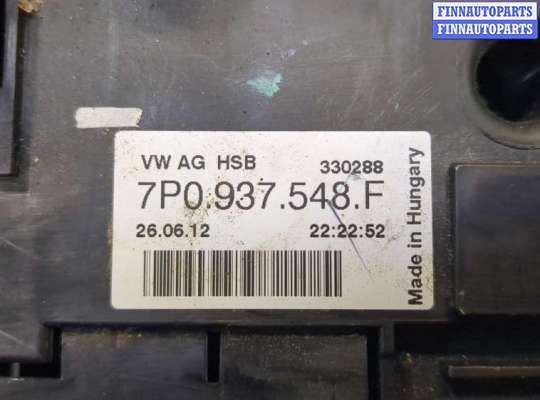 FINNAUTOPARTS
FINNAUTOPARTS
VW AG HSB 330288
7P0.937.548.F
26.06.12 22:22:52
Made in Hungary